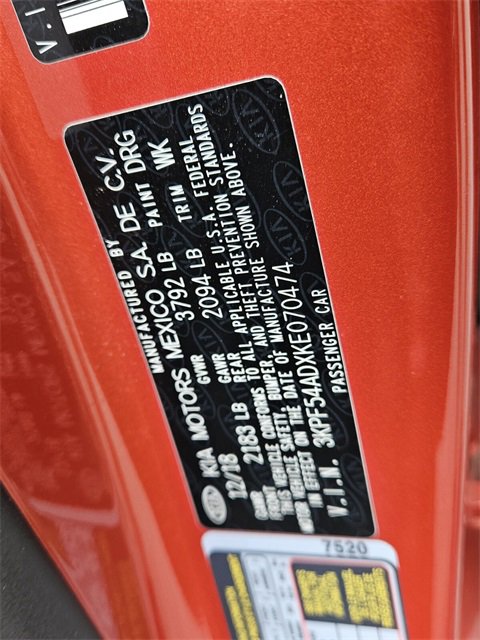 V.I
MANUFACTURED BY
KIA KIA MOTORS MEXICO S.A. DE C.V.
12/18 GVWR 3792 LB PAINT DRG
GAWR FRONT 2183 LB GAWR REAR 2094 LB TRIM WK
THIS VEHICLE CONFORMS TO ALL APPLICABLE U.S.A. FEDERAL
MOTOR VEHICLE SAFETY, BUMPER, AND THEFT PREVENTION STANDARDS
IN EFFECT ON THE DATE OF MANUFACTURE SHOWN ABOVE.
V.I.N. 3KPF54ADXKE070474
PASSENGER CAR
7520